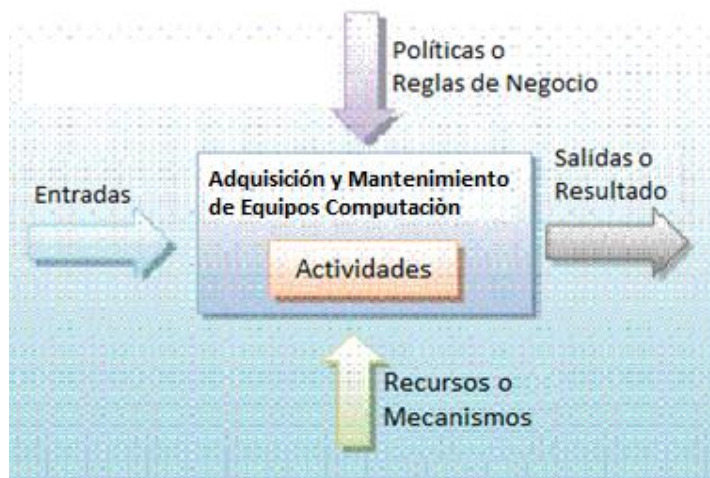 Políticas o
Reglas de Negocio
Adquisición y Mantenimiento
de Equipos Computaciòn
Actividades
Entradas
Salidas o
Resultado
Recursos o
Mecanismos